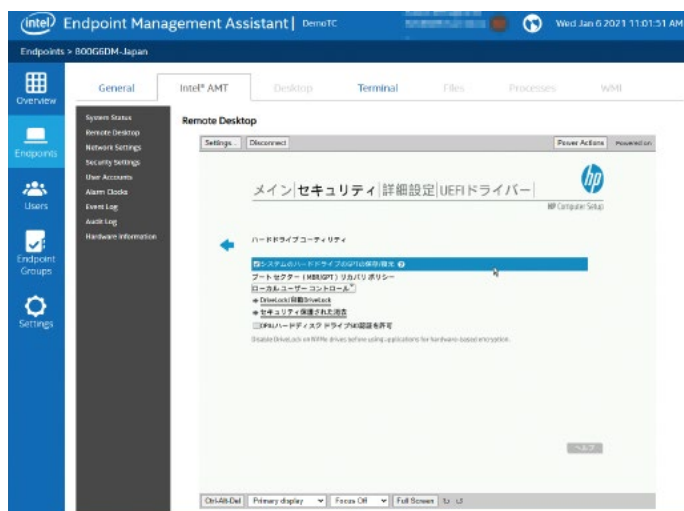 intel Endpoint Management Assistant | DemoTC
Wed Jan 6 2021 11:01:51 AM
Endpoints > 800G6DM-Japan
Overview
Endpoints
Users
Endpoint Groups
Settings
General Intel® AMT Desktop Terminal Files Processes WMI
System Status
Remote Desktop
Network Settings
Security Settings
User Accounts
Alarm Clocks
Event Log
Audit Log
Hardware Information
Remote Desktop
Settings... Disconnect Power Actions Powered on
hp
メイン|セキュリティ|詳細設定|UEFIドライバー|
HP Computer Setup
ハードドライブユーティリティ
システムのハードドライブのGPTの保存/復元
ブート セクター（MBR/GPT）リカバリ ポリシー
ローカル ユーザー コントロール
DriveLock/自動DriveLock
セキュリティ保護された消去
ハードディスク ドライブ
認証を許可
Disable DriveLock on NVMe drives before using applications for hardware-based encryption.
ヘルプ
Ctrl-Alt-Del Primary display Focus Off Full Screen